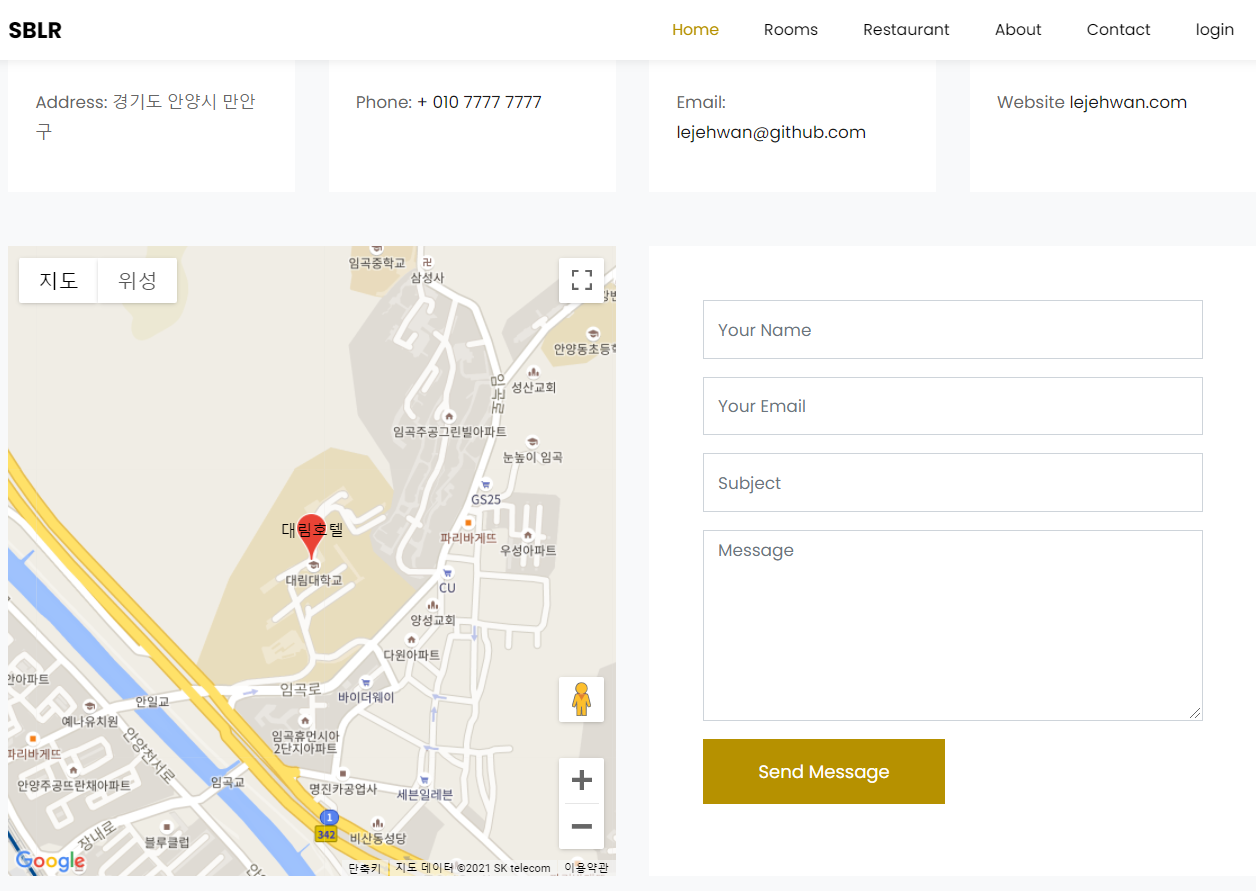 SBLR
Home
Rooms
Restaurant
About
Contact
login
Address: 경기도 안양시 만안
구
Phone: + 010 7777 7777
Email:
lejehwan@github.com
Website lejehwan.com
지도
위성
임곡중학교
삼성사
안양동초등학
성산교회
임곡로
임곡주공그린빌아파트
눈높이 임곡
GS25
파리바게뜨
우성아파트
대림호텔
대림대학교
CU
양성교회
다원아파트
임곡로
바이더웨이
안일교
예나유치원
안아파트
파리바게뜨
안양천서로
임곡휴먼시아
2단지아파트
안양주공뜨란채아파트
임곡교
명진카공업사
세븐일레븐
1
342
비산동성당
장내로
블루클럽
Google
단축키
지도 데이터 ©2021 SK telecom
이용약관
Your Name
Your Email
Subject
Message
Send Message